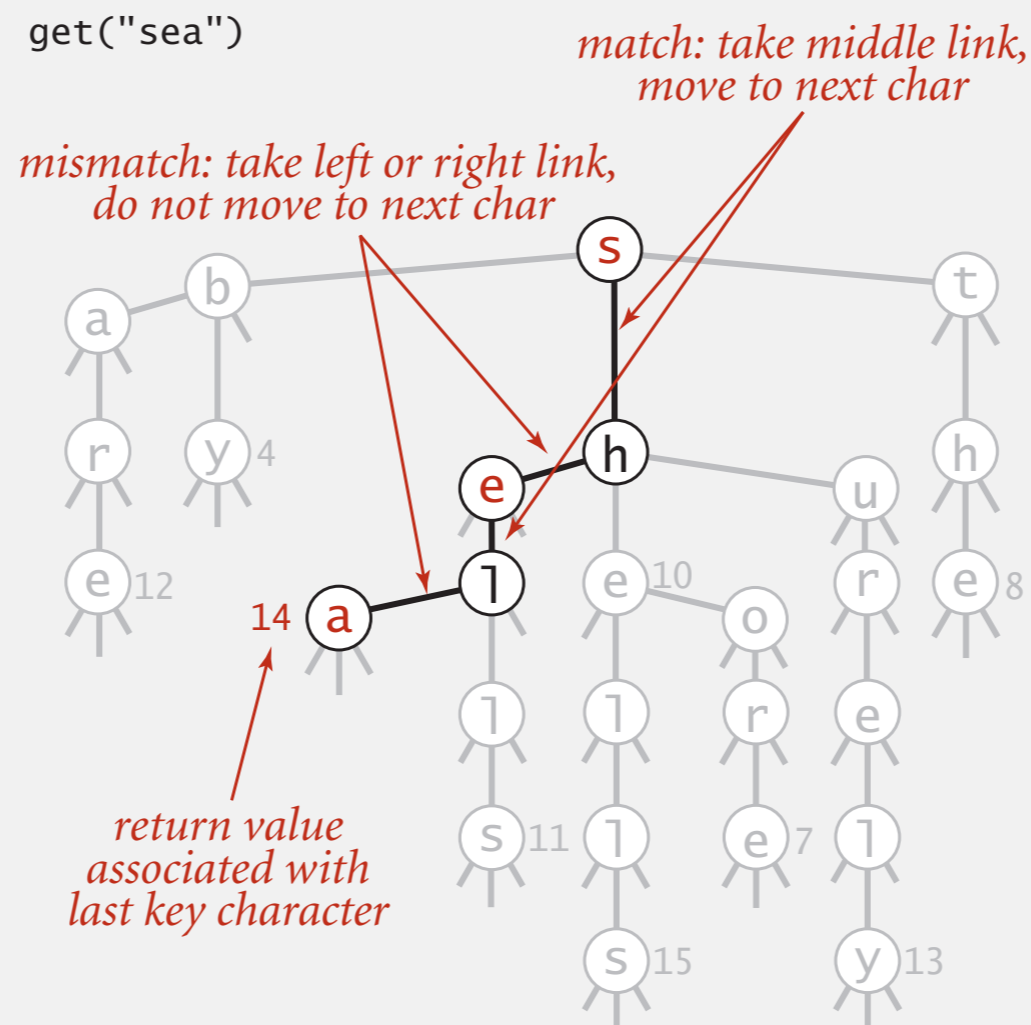 get("sea")
match: take middle link,
move to next char
mismatch: take left or right link,
do not move to next char
s
b
t
a
r
y 4
h
h
e
u
e 12
14 a
l
e 10
o
r
e 8
l
l
r
e
s 11
l
e 7
l
return value
associated with
last key character
s 15
y 13